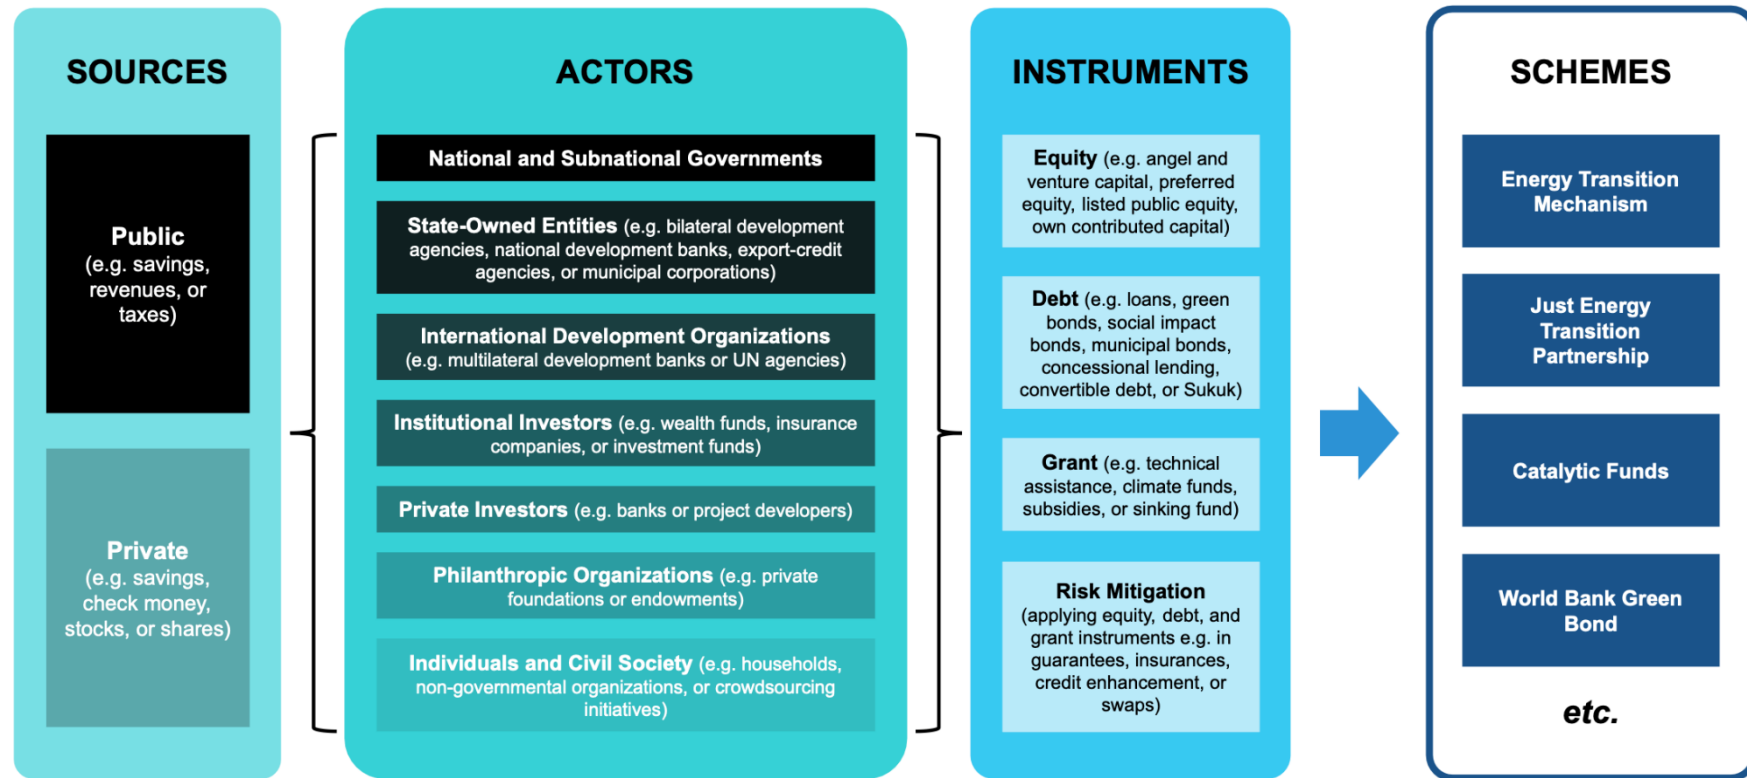 SOURCES
Public
(e.g. savings,
revenues, or
taxes)
Private
(e.g. savings,
check money,
stocks, or shares)
ACTORS
National and Subnational Governments
State-Owned Entities (e.g. bilateral development
agencies, national development banks, export-credit
agencies, or municipal corporations)
International Development Organizations
(e.g. multilateral development banks or UN agencies)
Institutional Investors (e.g. wealth funds, insurance
companies, or investment funds)
Private Investors (e.g. banks or project developers)
Philanthropic Organizations (e.g. private
foundations or endowments)
Individuals and Civil Society (e.g. households,
non-governmental organizations, or crowdsourcing
initiatives)
INSTRUMENTS
Equity (e.g. angel and
venture capital, preferred
equity, listed public equity,
own contributed capital)
Debt (e.g. loans, green
bonds, social impact
bonds, municipal bonds,
concessional lending,
convertible debt, or Sukuk)
Grant (e.g. technical
assistance, climate funds,
subsidies, or sinking fund)
Risk Mitigation
(applying equity, debt, and
grant instruments e.g. in
guarantees, insurances,
credit enhancement, or
swaps)
SCHEMES
Energy Transition
Mechanism
Just Energy
Transition
Partnership
Catalytic Funds
World Bank Green
Bond
etc.